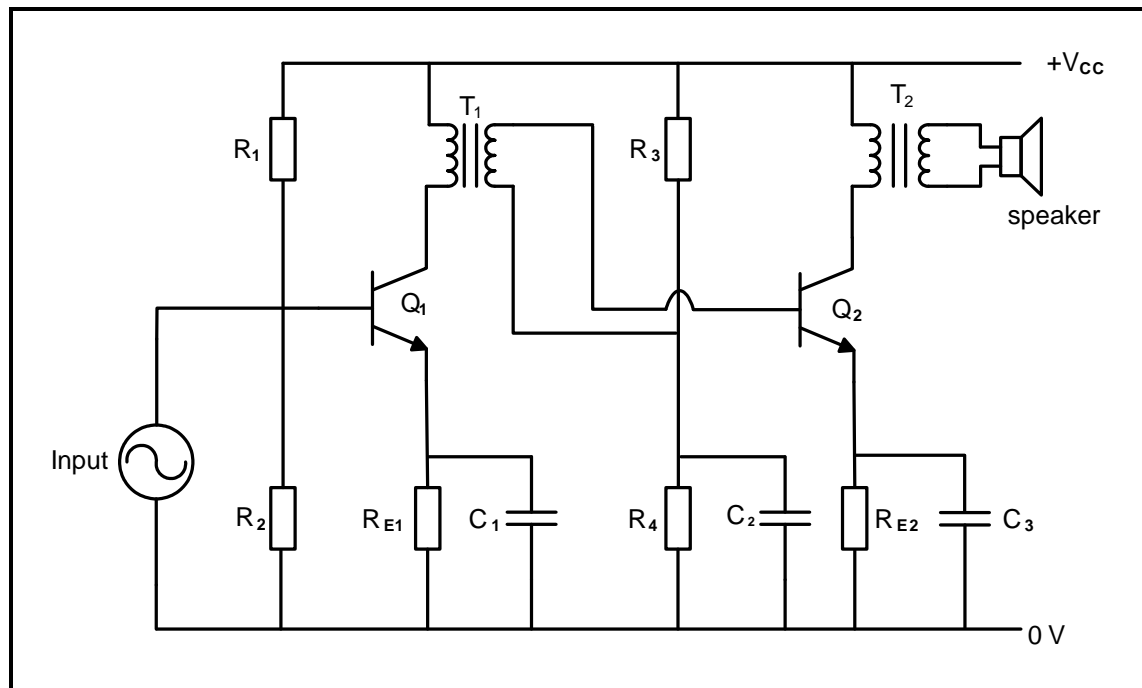 +VCC
T1
T2
R1
R3
speaker
Q1
Q2
Input
R2
RE1
C1
R4
C2
RE2
C3
0 V